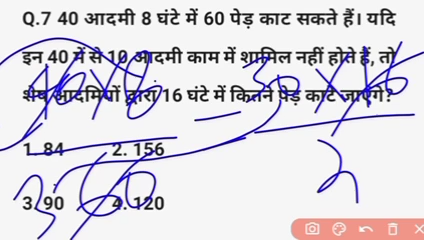 Q.7 40 आदमी 8 घंटे में 60 पेड़ काट सकते हैं। यदि
इन 40 में से 10 आदमी काम में शामिल नहीं होते हैं, तो
शेष आदमियों द्वारा 16 घंटे में कितने पेड़ काटे जाएंगे?
1. 84 2. 156
3. 90 4. 120